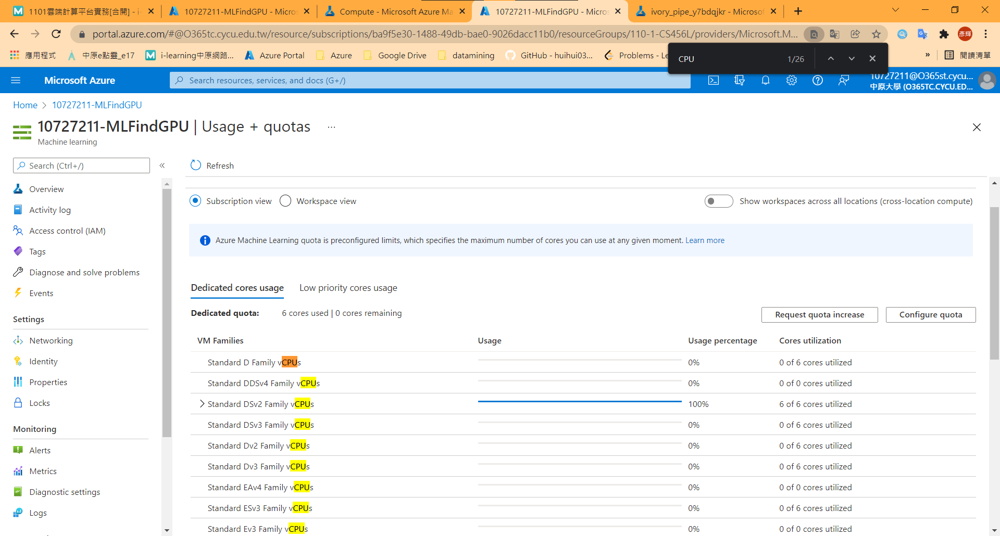 1101雲端計算平台實務[合開] - i-
10727211-MLFindGPU - Micros
Compute - Microsoft Azure Ma
10727211-MLFindGPU - Micros
ivory_pipe_y7bdqjkr - Microsof
portal.azure.com/#@O365tc.cycu.edu.tw/resource/subscriptions/ba9f5e30-1488-49db-bae0-9026dacc11b0/resourceGroups/110-1-CS456L/providers/Microsoft.M...
彥輝
應用程式
中原e點靈_e17
i-learning中原網路...
Azure Portal
Azure
Google Drive
datamining
GitHub - huihui03...
Problems - Le
»
閱讀清單
CPU
1/26
Microsoft Azure
Search resources, services, and docs (G+/)
10727211@O365st.cycu...
中原大學 (O365TC.CYCU.ED...
Home > 10727211-MLFindGPU
10727211-MLFindGPU | Usage + quotas ...
Machine learning
Search (Ctrl+/)
«
Refresh
Overview
Activity log
Access control (IAM)
Tags
Diagnose and solve problems
Events
Settings
Networking
Identity
Properties
Locks
Monitoring
Alerts
Metrics
Diagnostic settings
Logs
Subscription view
Workspace view
Show workspaces across all locations (cross-location compute)
Azure Machine Learning quota is preconfigured limits, which specifies the maximum number of cores you can use at any given moment. Learn more
Dedicated cores usage
Low priority cores usage
Dedicated quota: 6 cores used | 0 cores remaining
Request quota increase
Configure quota
VM Families Usage Usage percentage Cores utilization
Standard D Family vCPUs 0% 0 of 6 cores utilized
Standard DDSv4 Family vCPUs 0% 0 of 0 cores utilized
Standard DSv2 Family vCPUs 100% 6 of 6 cores utilized
Standard DSv3 Family vCPUs 0% 0 of 6 cores utilized
Standard Dv2 Family vCPUs 0% 0 of 6 cores utilized
Standard Dv3 Family vCPUs 0% 0 of 6 cores utilized
Standard EAv4 Family vCPUs 0% 0 of 0 cores utilized
Standard ESv3 Family vCPUs 0% 0 of 6 cores utilized
Standard Ev3 Family vCPUs 0% 0 of 0 cores utilized